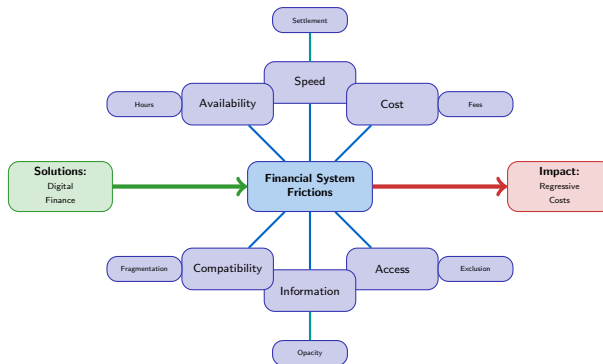 Settlement
Speed
Availability
Cost
Hours
Fees
Solutions:
Digital
Finance
Financial System
Frictions
Impact:
Regressive
Costs
Fragmentation
Compatibility
Access
Exclusion
Information
Opacity